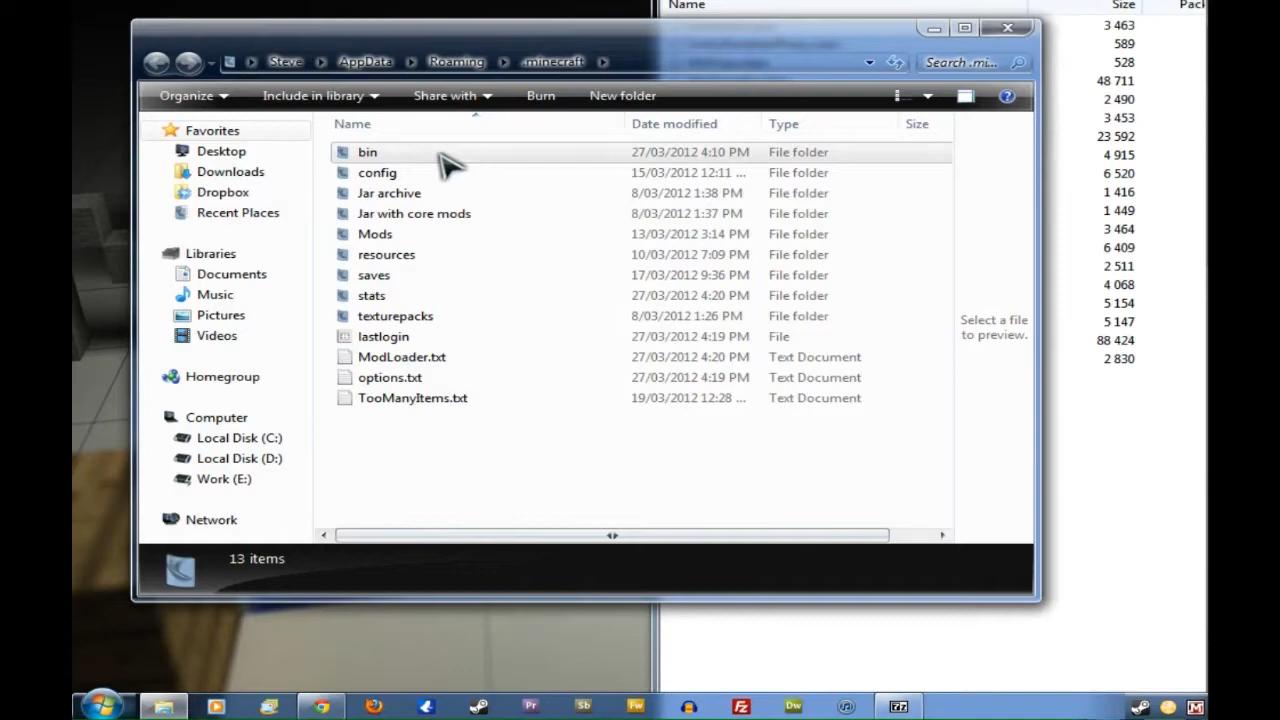 Name Size Pack
Steve AppData Roaming .minecraft Search .mi...
Organize Include in library Share with Burn New folder
Name Date modified Type Size
Favorites
Desktop
Downloads
Dropbox
Recent Places
Libraries
Documents
Music
Pictures
Videos
Homegroup
Computer
Local Disk (C:)
Local Disk (D:)
Work (E:)
Network
bin 27/03/2012 4:10 PM File folder
config 15/03/2012 12:11 ... File folder
Jar archive 8/03/2012 1:38 PM File folder
Jar with core mods 8/03/2012 1:37 PM File folder
Mods 13/03/2012 3:14 PM File folder
resources 10/03/2012 7:09 PM File folder
saves 17/03/2012 9:36 PM File folder
stats 27/03/2012 4:20 PM File folder
texturepacks 8/03/2012 1:26 PM File folder
lastlogin 27/03/2012 4:19 PM File
ModLoader.txt 27/03/2012 4:20 PM Text Document
options.txt 27/03/2012 4:19 PM Text Document
TooManyItems.txt 19/03/2012 12:28 ... Text Document
Select a file
to preview.
13 items
3 463
589
528
48 711
2 490
3 453
23 592
4 915
6 520
1 416
1 449
3 464
6 409
2 511
4 068
5 154
5 147
88 424
2 830
Pr Sb Fw Fz Dw 7z